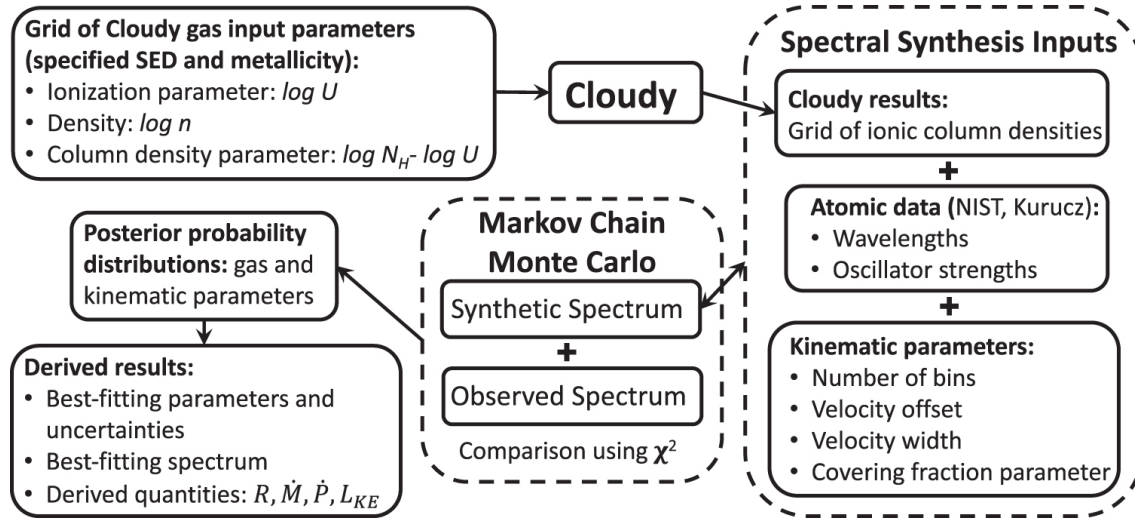 Grid of Cloudy gas input parameters
(specified SED and metallicity):
• Ionization parameter: log U
• Density: log n
• Column density parameter: log N_H- log U
Cloudy
Spectral Synthesis Inputs
Cloudy results:
Grid of ionic column densities
+
Atomic data (NIST, Kurucz):
• Wavelengths
• Oscillator strengths
+
Kinematic parameters:
• Number of bins
• Velocity offset
• Velocity width
• Covering fraction parameter
Markov Chain
Monte Carlo
Synthetic Spectrum
+
Observed Spectrum
Comparison using χ²
Posterior probability
distributions: gas and
kinematic parameters
Derived results:
• Best-fitting parameters and
uncertainties
• Best-fitting spectrum
• Derived quantities: R, Ṁ, Ṗ, L_KE